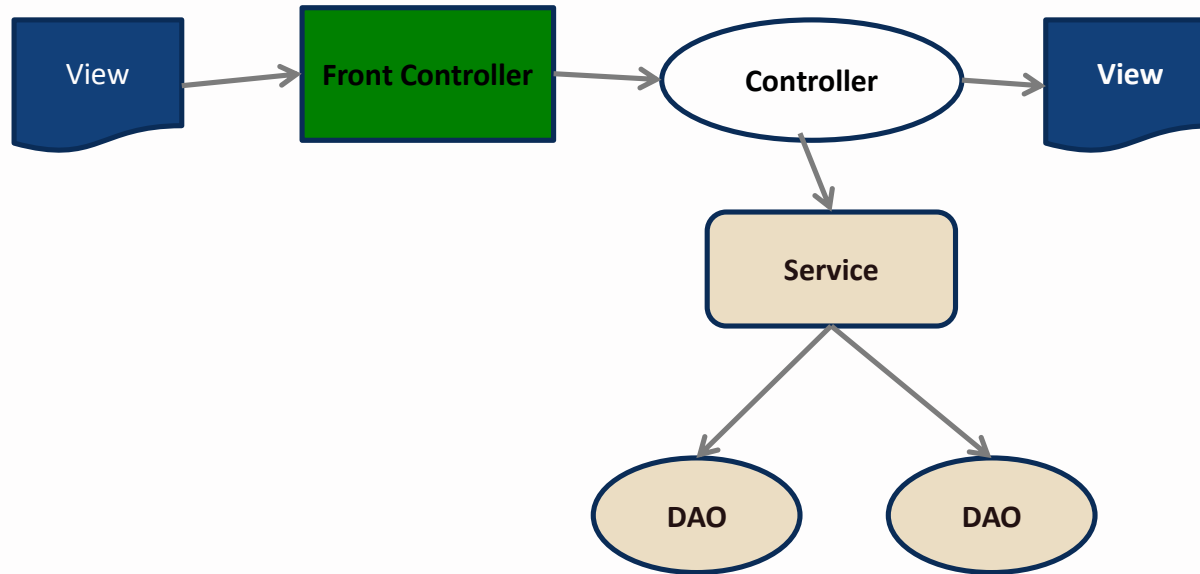 View
Front Controller
Controller
View
Service
DAO
DAO